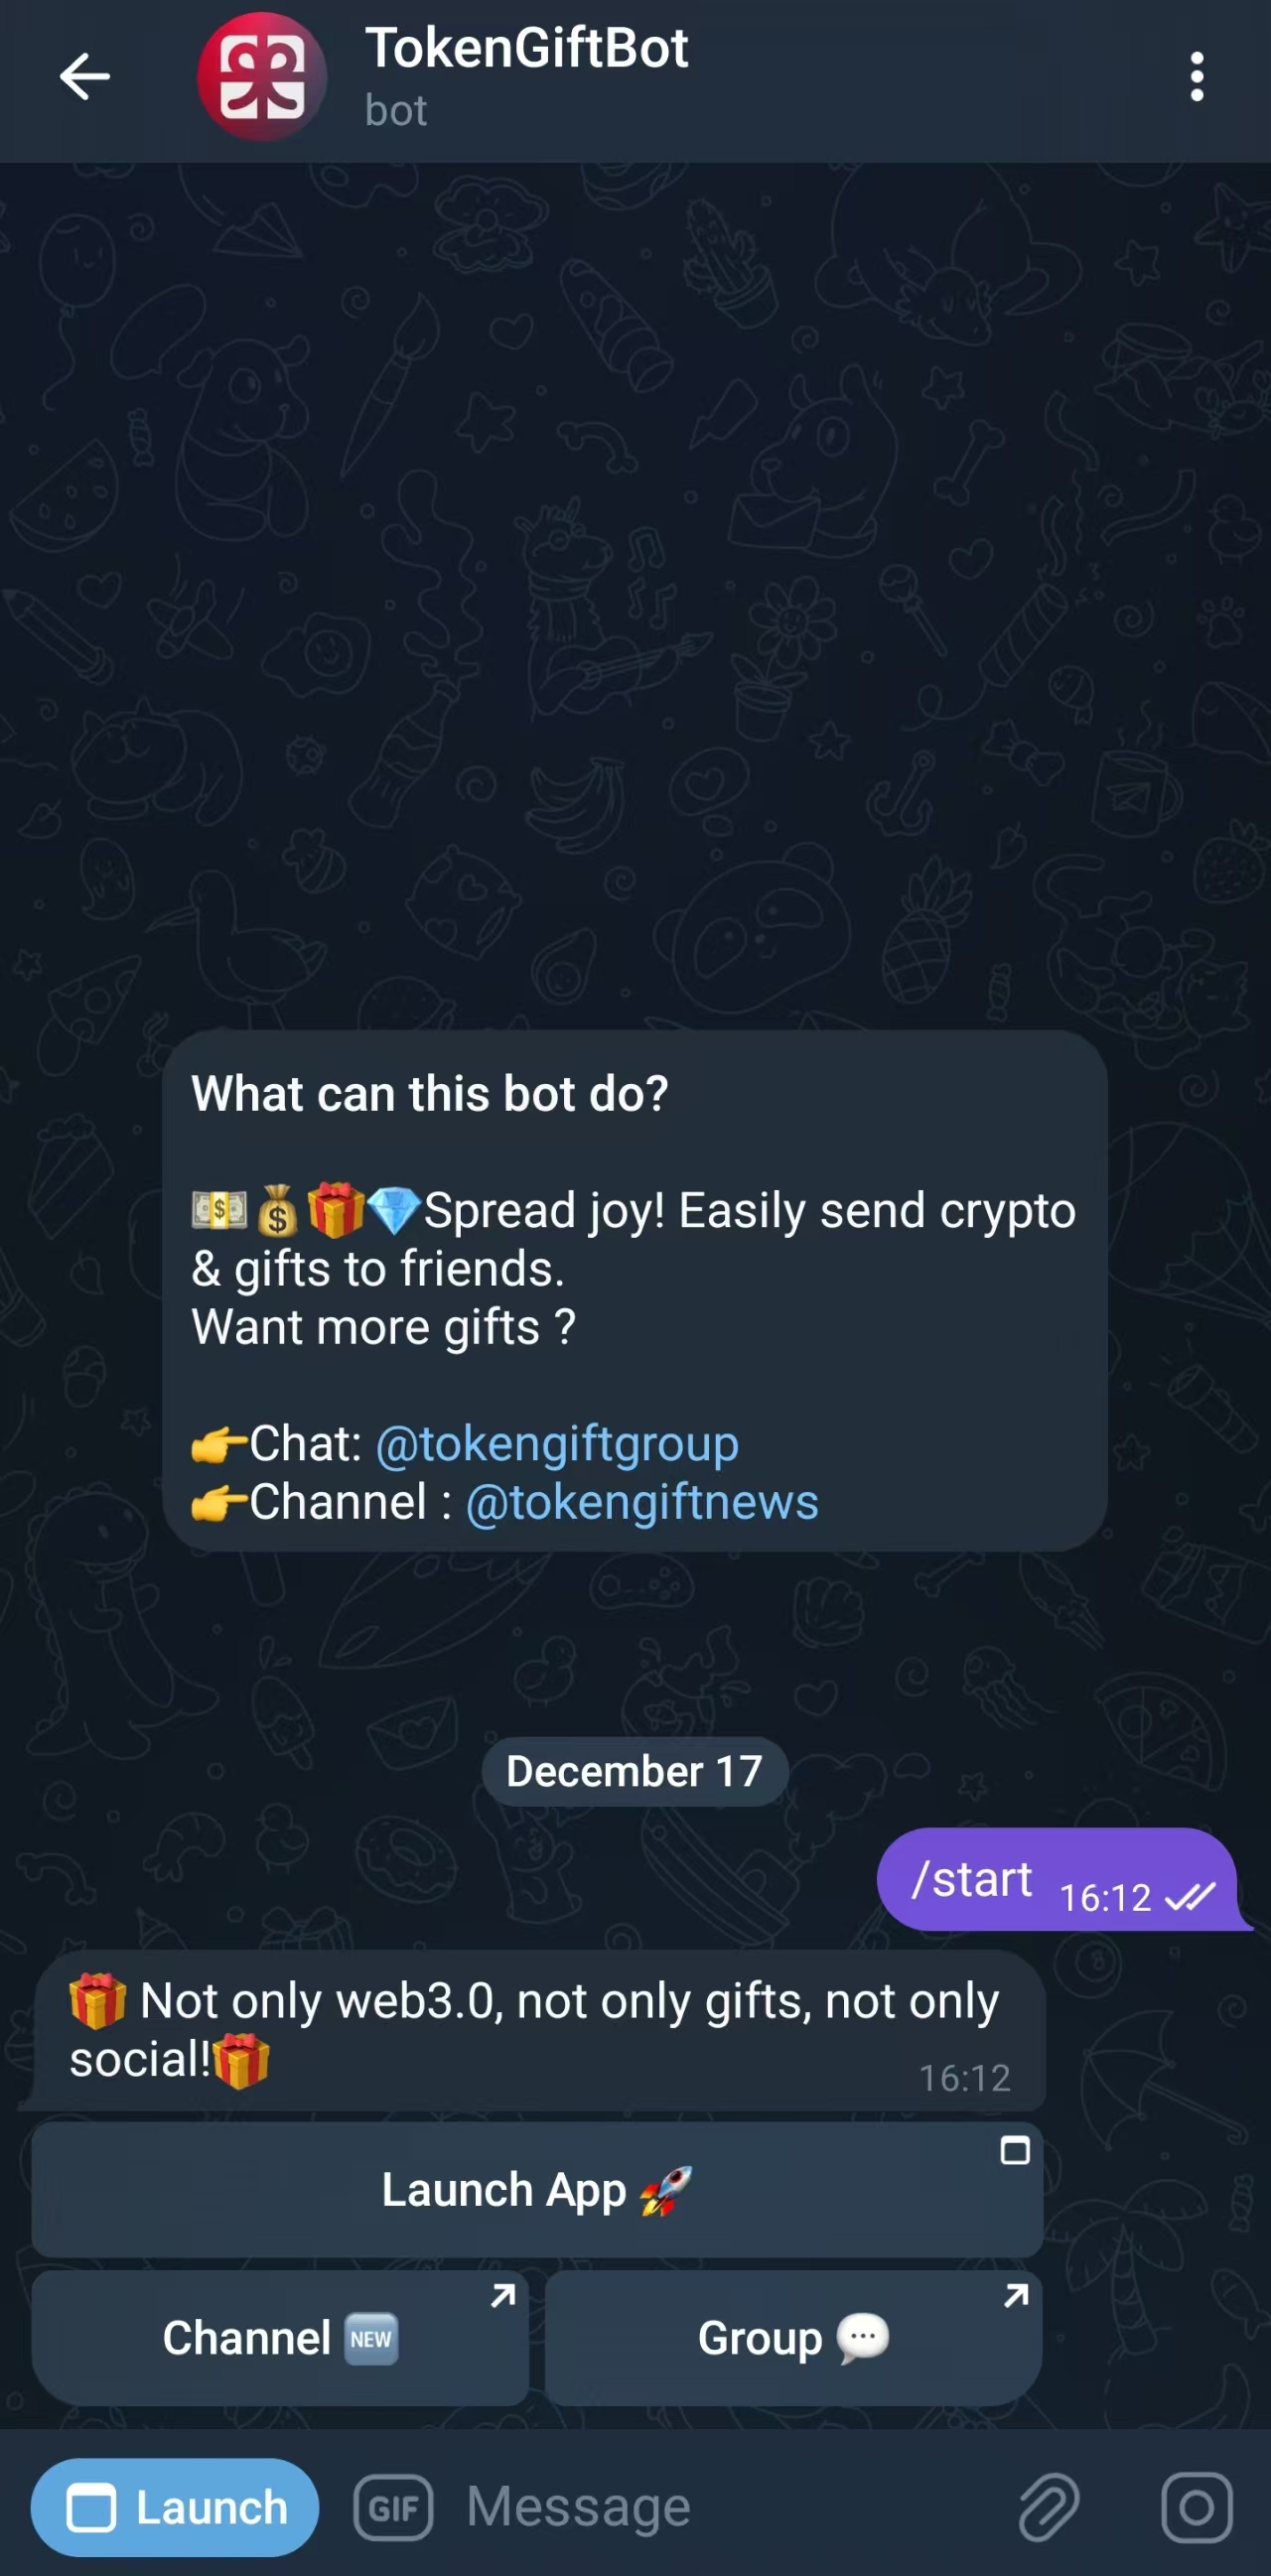 TokenGiftBot
bot
What can this bot do?
💵💰🎁💎Spread joy! Easily send crypto
& gifts to friends.
Want more gifts ?
👉Chat: @tokengiftgroup
👉Channel : @tokengiftnews
December 17
/start 16:12
🎁 Not only web3.0, not only gifts, not only
social!🎁
16:12
Launch App 🚀
Channel 🆕
Group 💬
Launch GIF Message